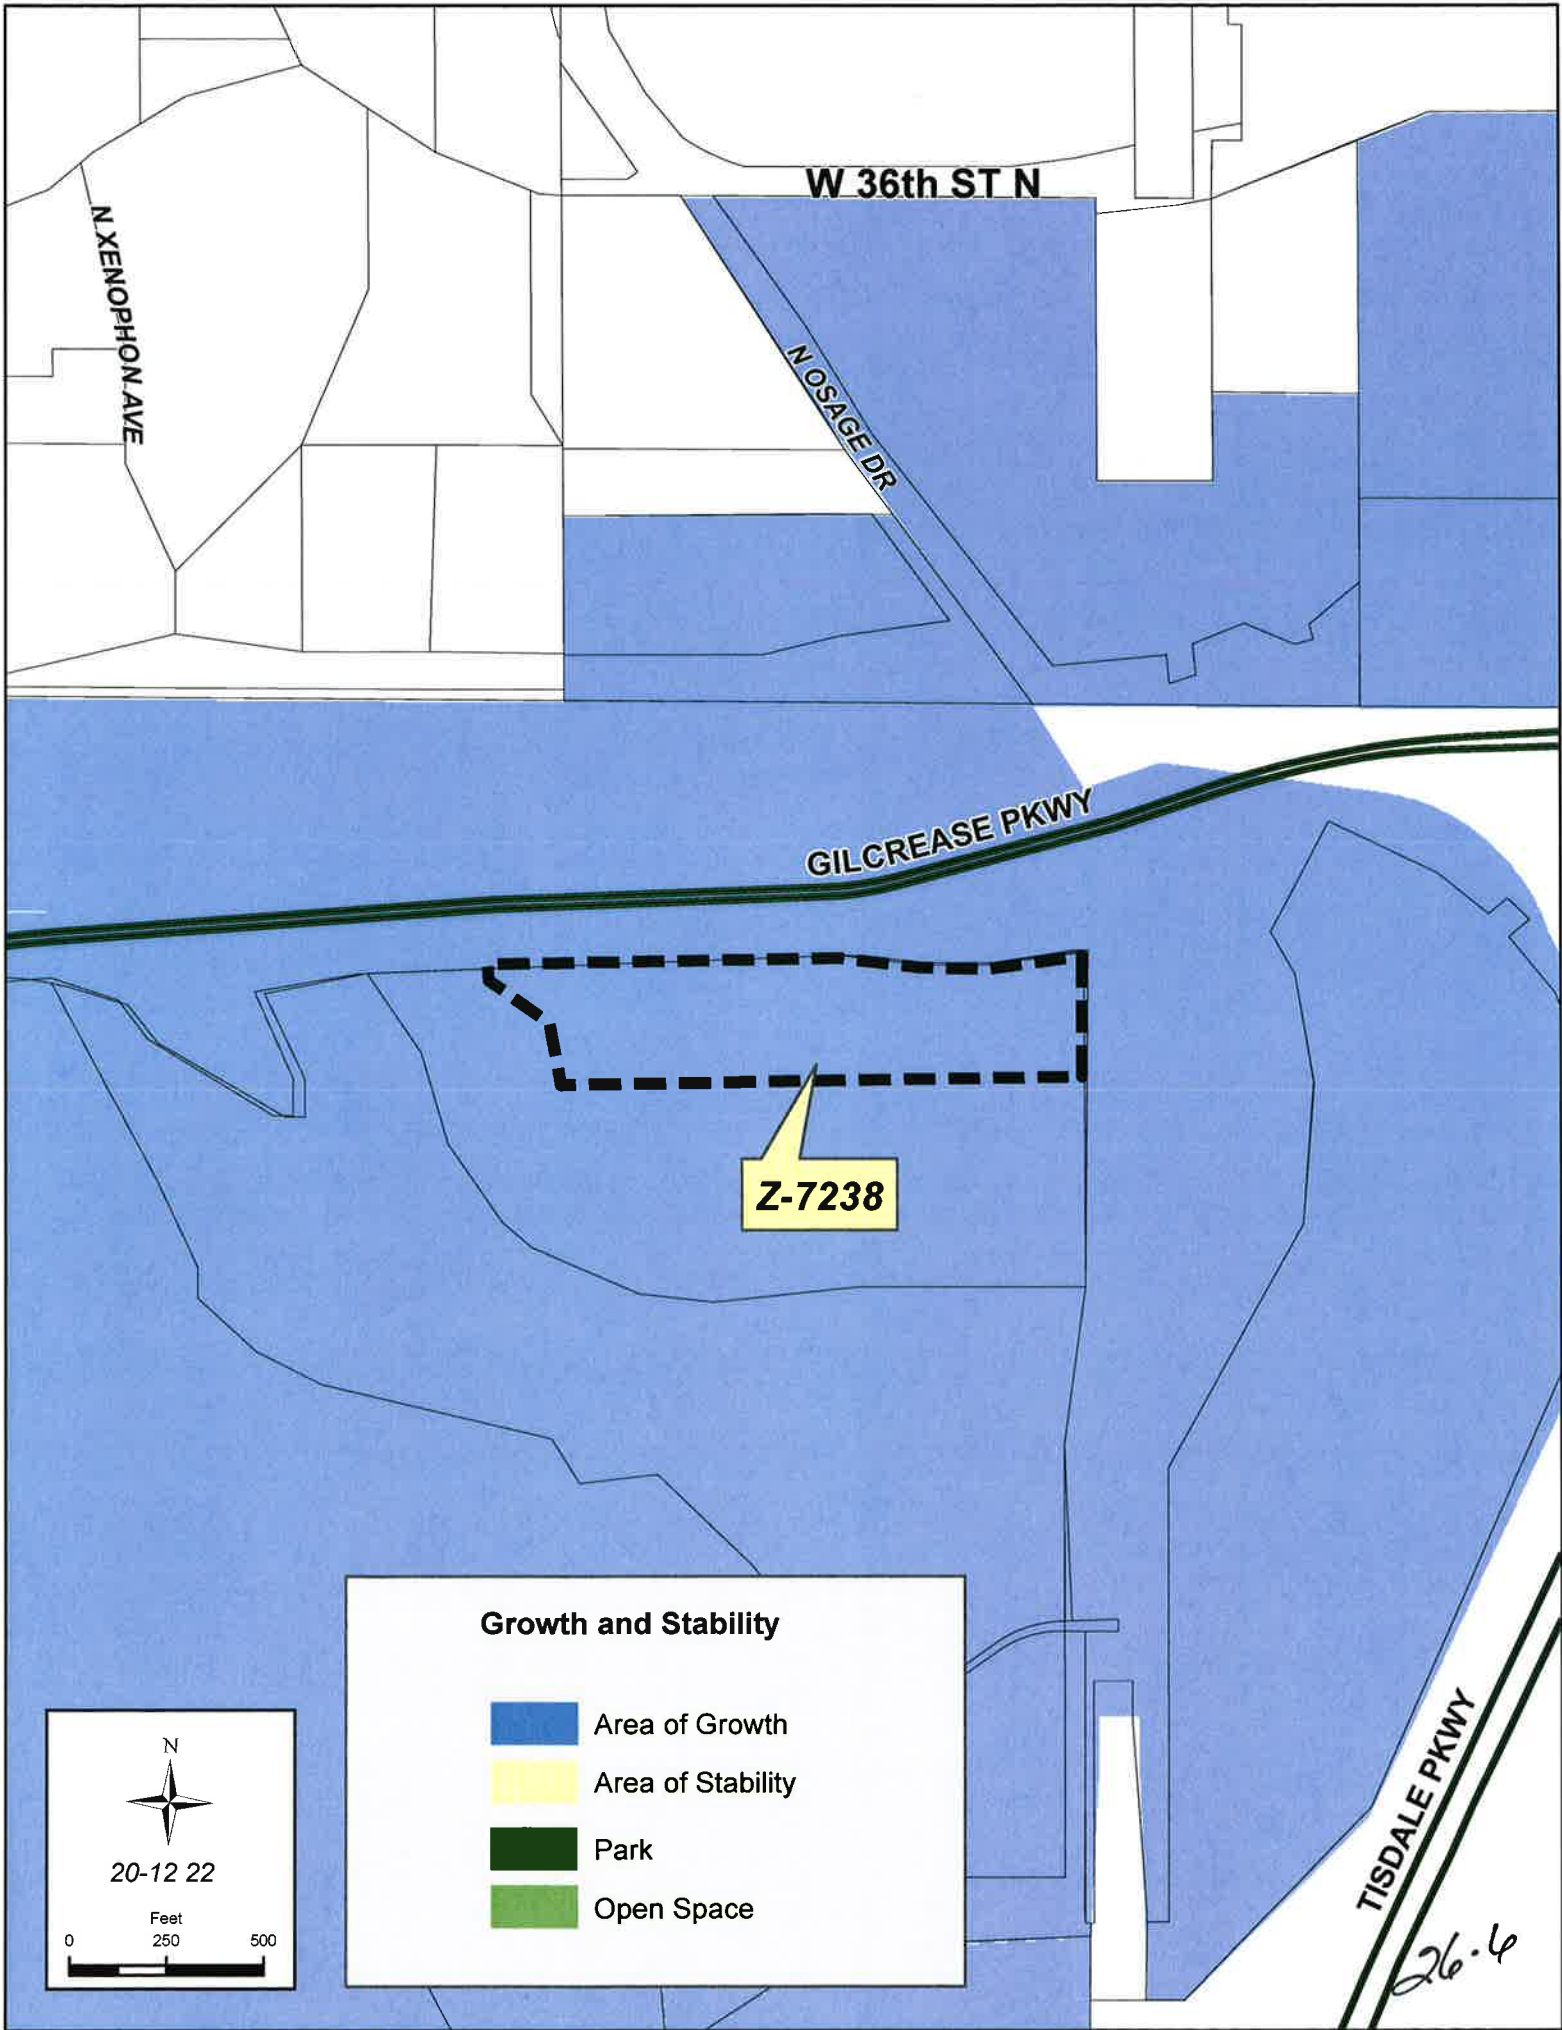 W 36th ST N
N XENOPHON AVE
N OSAGE DR
GILCREASE PKWY
Z-7238
Growth and Stability
Area of Growth
Area of Stability
Park
Open Space
N
20-12 22
Feet
0 250 500
TISDALE PKWY
26.6